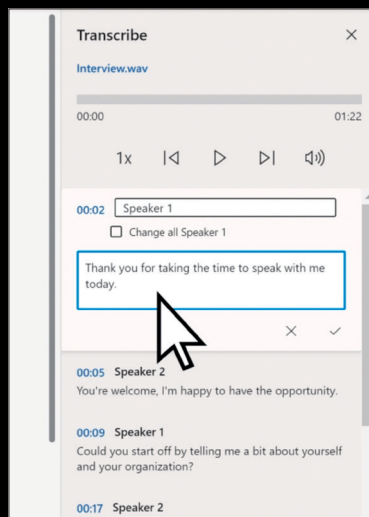 Transcribe
Interview.wav
00:00 01:22
1x
00:02 Speaker 1
Change all Speaker 1
Thank you for taking the time to speak with me
today.
00:05 Speaker 2
You're welcome, I'm happy to have the opportunity.
00:09 Speaker 1
Could you start off by telling me a bit about yourself
and your organization?
00:17 Speaker 2